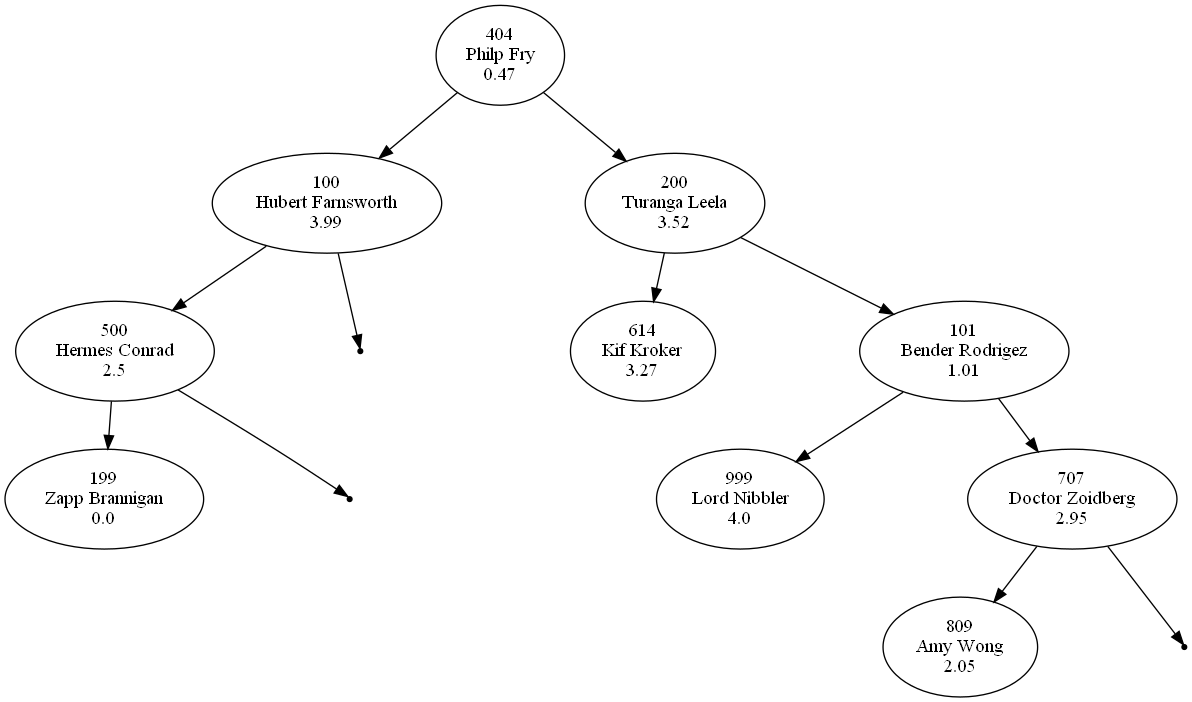 404
Philp Fry
0.47
100
Hubert Farnsworth
3.99
200
Turanga Leela
3.52
500
Hermes Conrad
2.5
614
Kif Kroker
3.27
101
Bender Rodrigez
1.01
199
Zapp Brannigan
0.0
999
Lord Nibbler
4.0
707
Doctor Zoidberg
2.95
809
Amy Wong
2.05